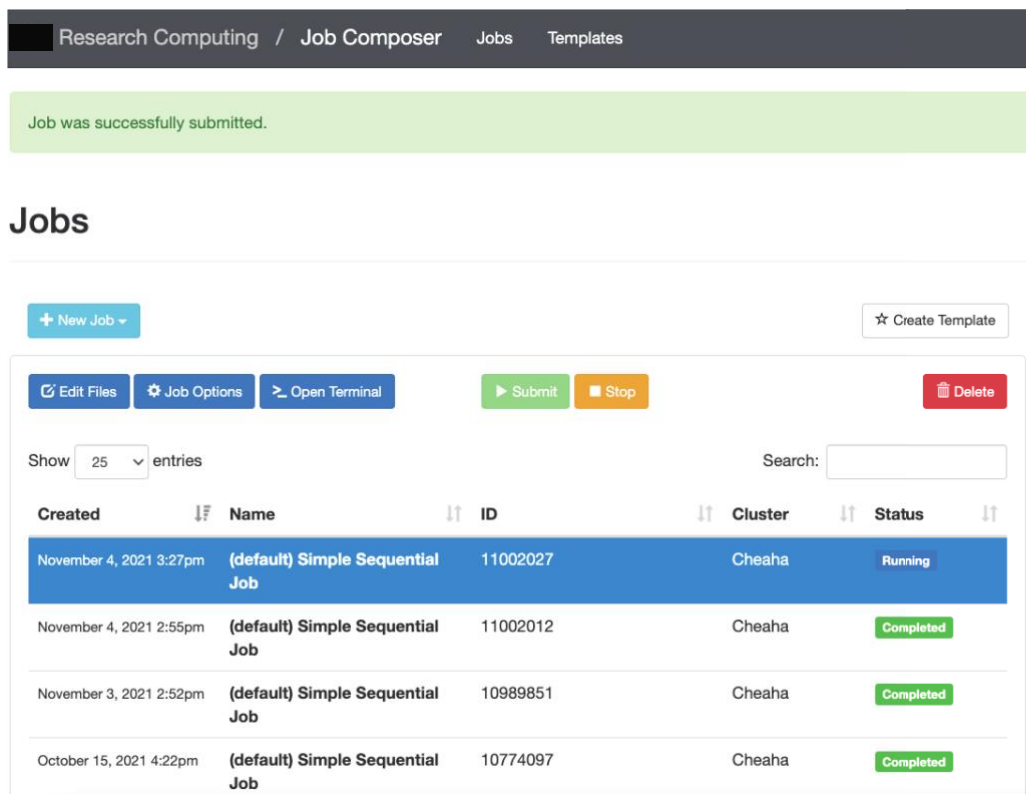 Research Computing / Job Composer Jobs Templates
Job was successfully submitted.
Jobs
New Job
Create Template
Edit Files Job Options Open Terminal Submit Stop Delete
Show 25 entries Search:
Created Name ID Cluster Status
November 4, 2021 3:27pm (default) Simple Sequential 11002027 Cheaha Running
Job
November 4, 2021 2:55pm (default) Simple Sequential 11002012 Cheaha Completed
Job
November 3, 2021 2:52pm (default) Simple Sequential 10989851 Cheaha Completed
Job
October 15, 2021 4:22pm (default) Simple Sequential 10774097 Cheaha Completed
Job